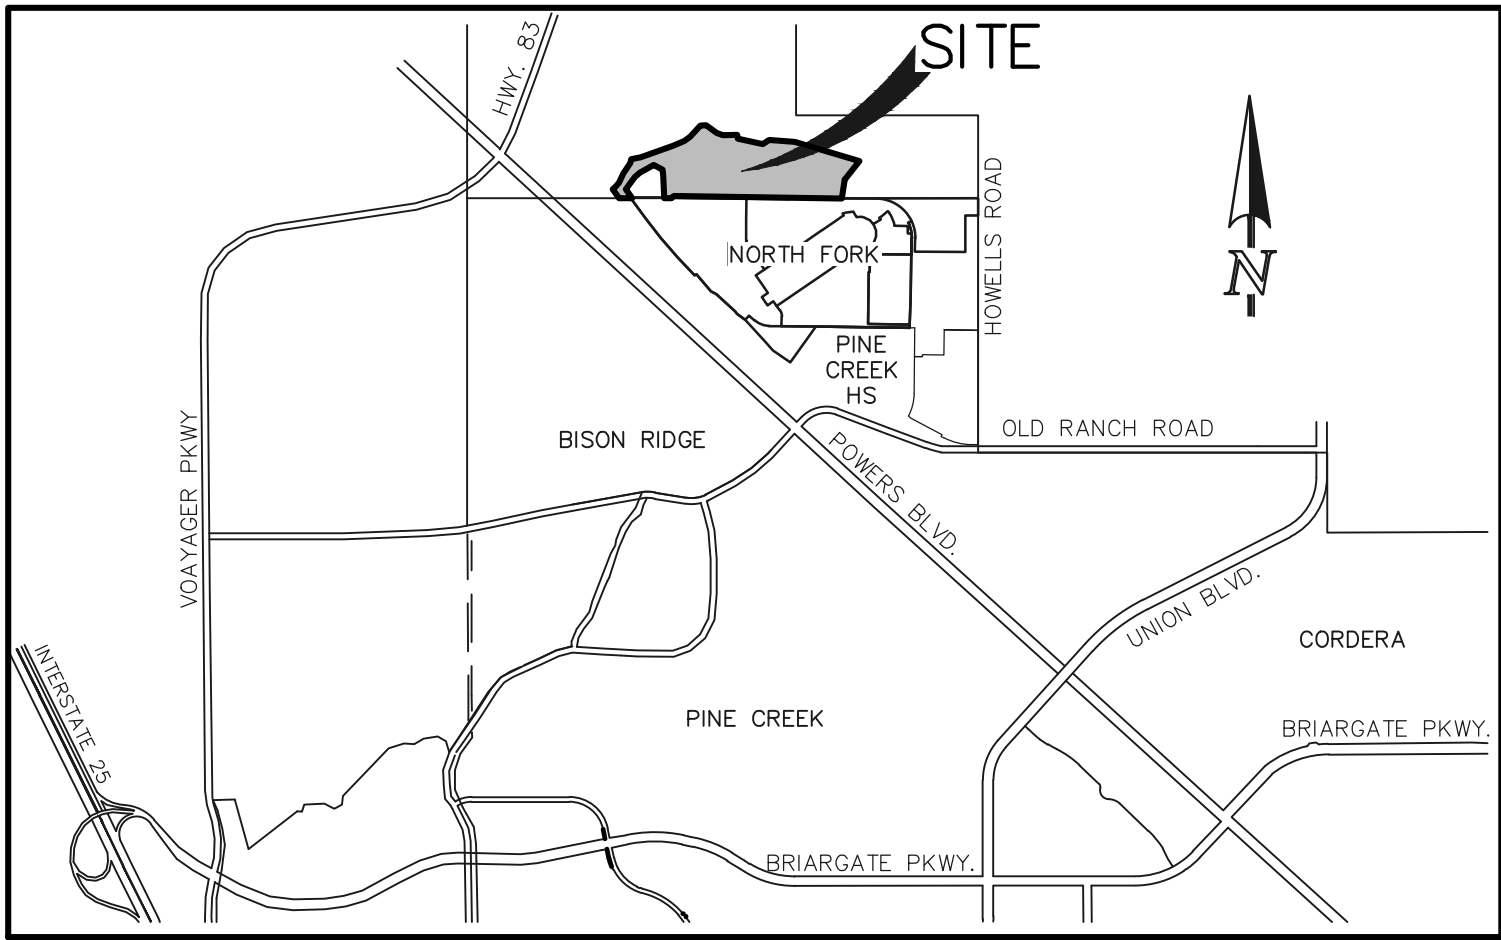 SITE
HWY. 83
HOWELLS ROAD
N
NORTH FORK
PINE
CREEK
HS
OLD RANCH ROAD
BISON RIDGE
POWERS BLVD.
VOAYAGER PKWY
UNION BLVD.
CORDERA
INTERSTATE 25
PINE CREEK
BRIARGATE PKWY.
BRIARGATE PKWY.